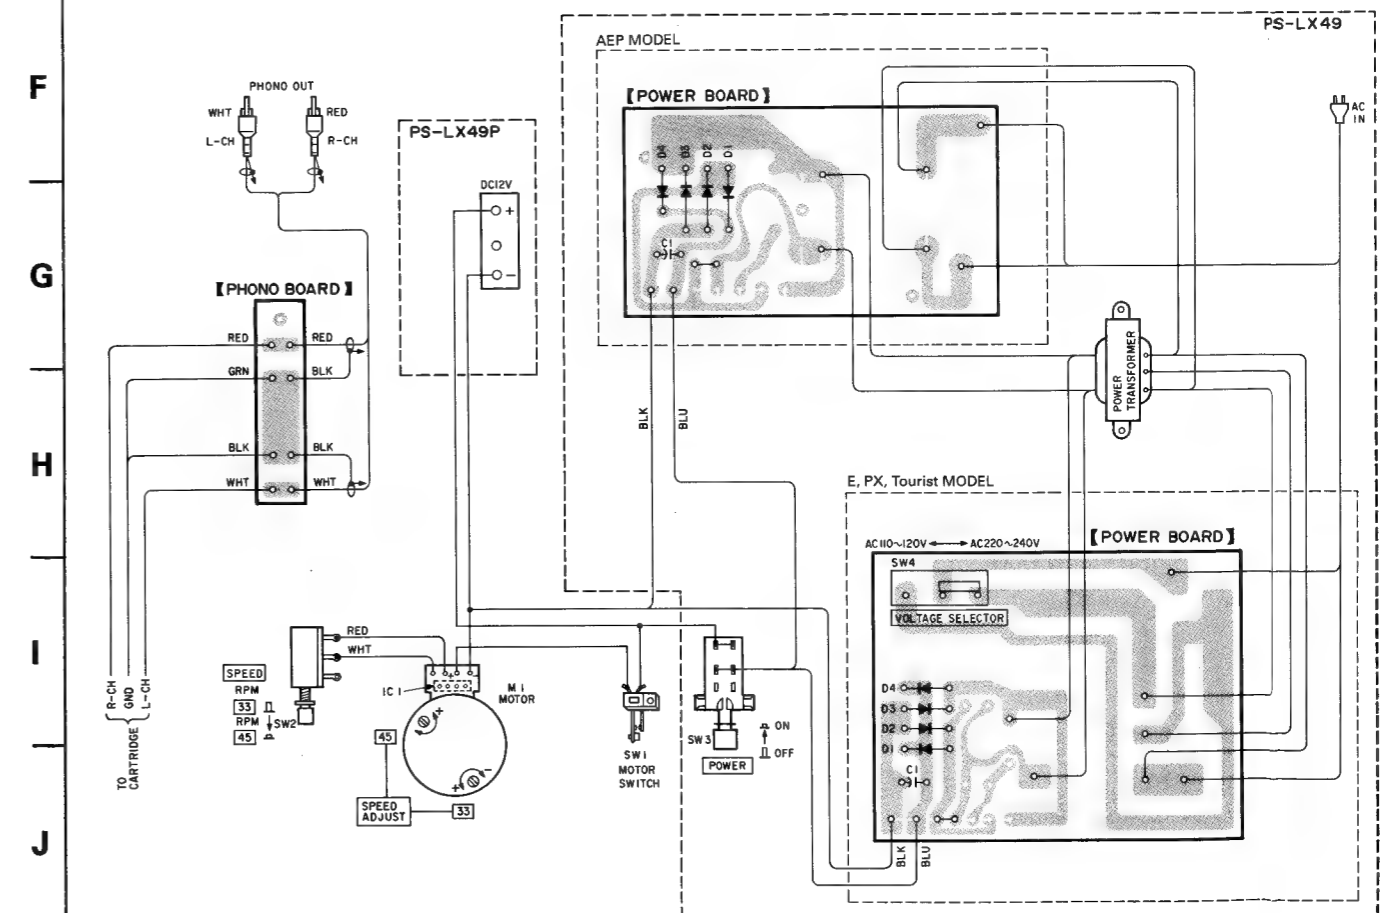 PS-LX49
AEP MODEL
F
PHONO OUT
【POWER BOARD】
WHT
RED
AC
IN
L-CH
R-CH
PS-LX49P
D4
D3
D2
D1
DC12V
+
C1
G
−
【PHONO BOARD】
RED
RED
GRN
BLK
POWER
TRANSFORMER
BLK
BLU
BLK
BLK
H
WHT
WHT
E, PX, Tourist MODEL
AC110~120V ⟷ AC220~240V
【POWER BOARD】
SW4
VOLTAGE SELECTOR
RED
WHT
I
SPEED
RPM
33
RPM
45
SW2
IC1
+
−
M1
MOTOR
R-CH
GND
L-CH
TO
CARTRIDGE
45
+
+
−
SPEED
ADJUST
33
SW1
MOTOR
SWITCH
SW3
ON
OFF
POWER
D4
D3
D2
D1
C1
J
BLK
BLU